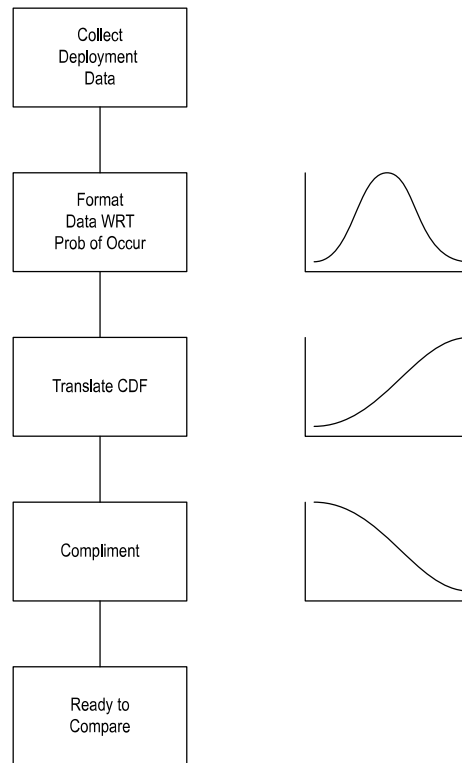 Collect
Deployment
Data
Format
Data WRT
Prob of Occur
Translate CDF
Compliment
Ready to
Compare